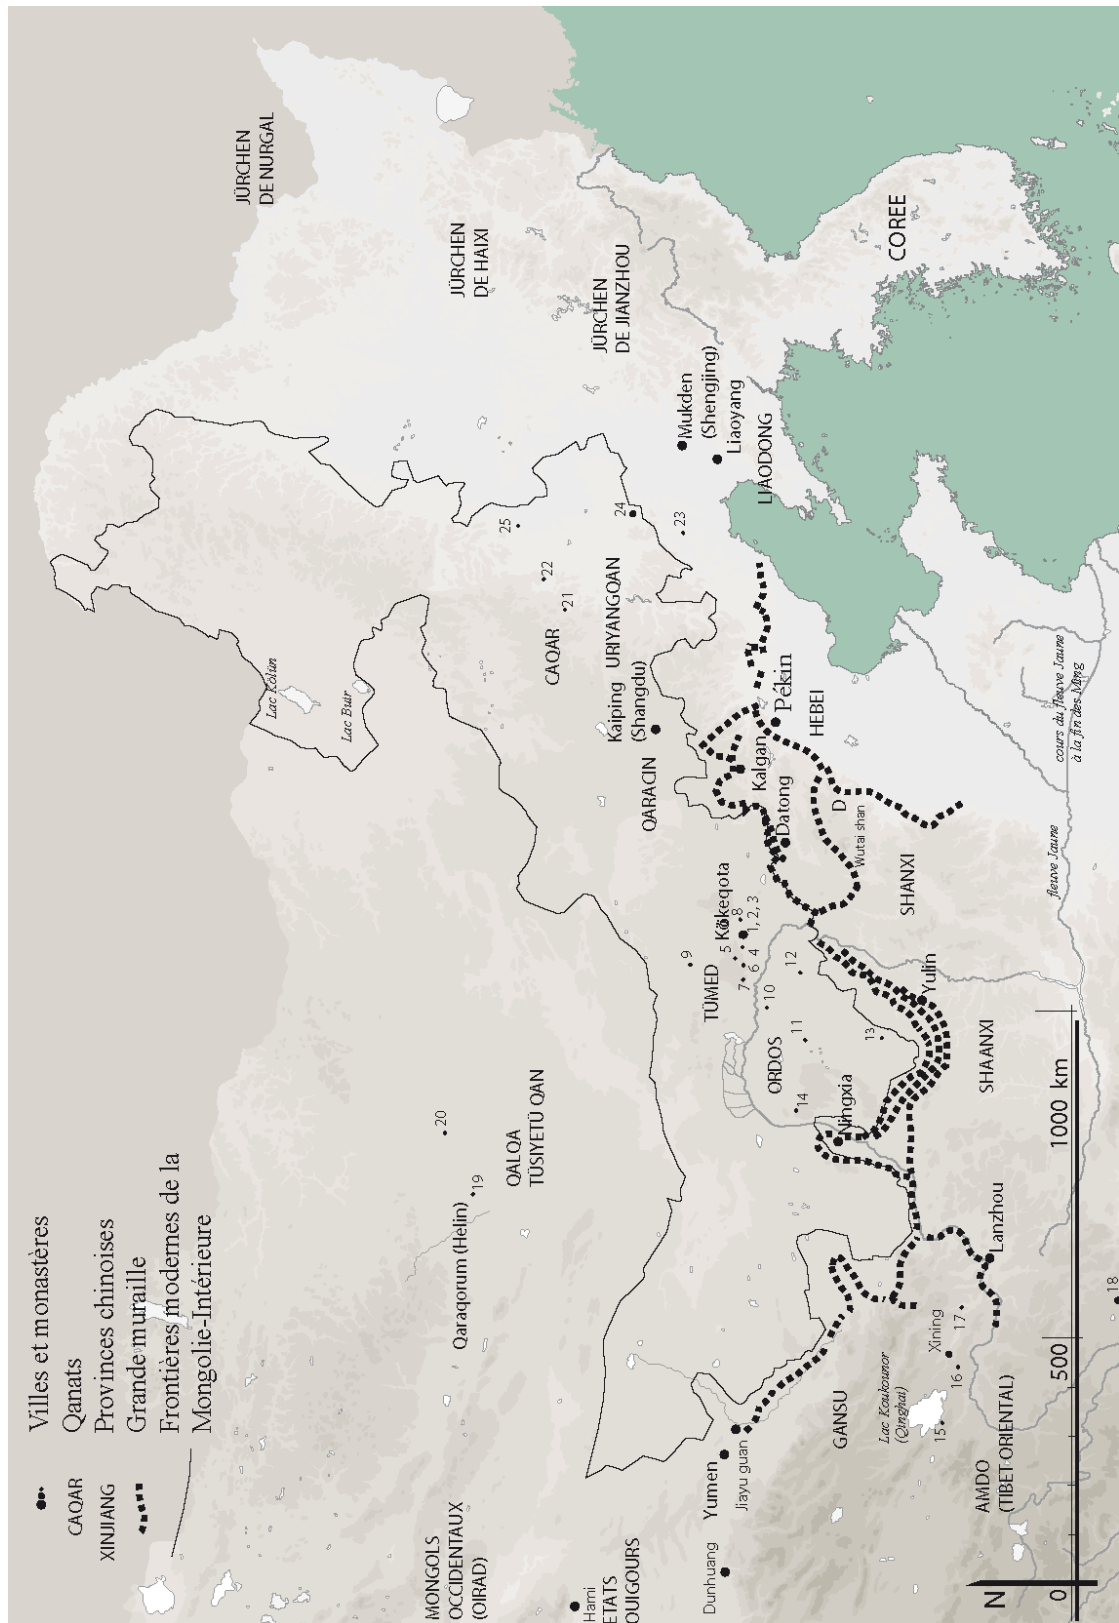 Villes et monastères
CAQAR
Qanats
XINJIANG
Provinces chinoises
Grande muraille
Frontières modernes de la
Mongolie-Intérieure
JÜRCHEN
DE NURGAL
JÜRCHEN
DE HAIXI
JÜRCHEN
DE JIANZHOU
COREE
Mukden
(Shengjing)
Liaoyang
LIAODONG
Lac Kölün
Lac Buir
25
24
23
22
21
CAQAR
URIYANGQAN
Kaiping
(Shangdu)
QARACIN
Pékin
HEBEI
Kalgan
Datong
D
Wutai shan
SHANXI
cours du fleuve Jaune
à la fin des Ming
fleuve Jaune
Kökeqota
8
1, 2, 3
4
5
6
7
9
TÜMED
10
11
12
13
14
ORDOS
Yulin
Ningxia
SHAANXI
20
19
QALQA
TÜSIYETÜ QAN
Qaraqorum (Helin)
Lanzhou
Xining
17
16
15
18
Lac Koukounor
(Qinghai)
GANSU
AMDO
(TIBET ORIENTAL)
Yumen
Jiayu guan
Dunhuang
MONGOLS
OCCIDENTAUX
(OIRAD)
Hami
ETATS
OUIGOURS
N
0
500
1000 km